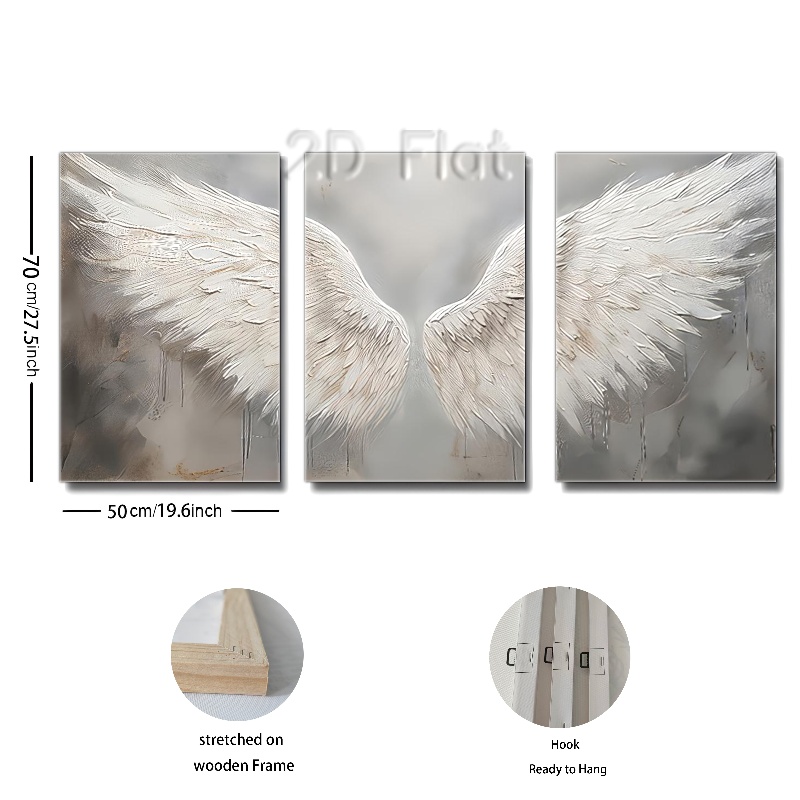 2D Flat
70 cm/27.5inch
50cm/19.6inch
stretched on
wooden Frame
Hook
Ready to Hang